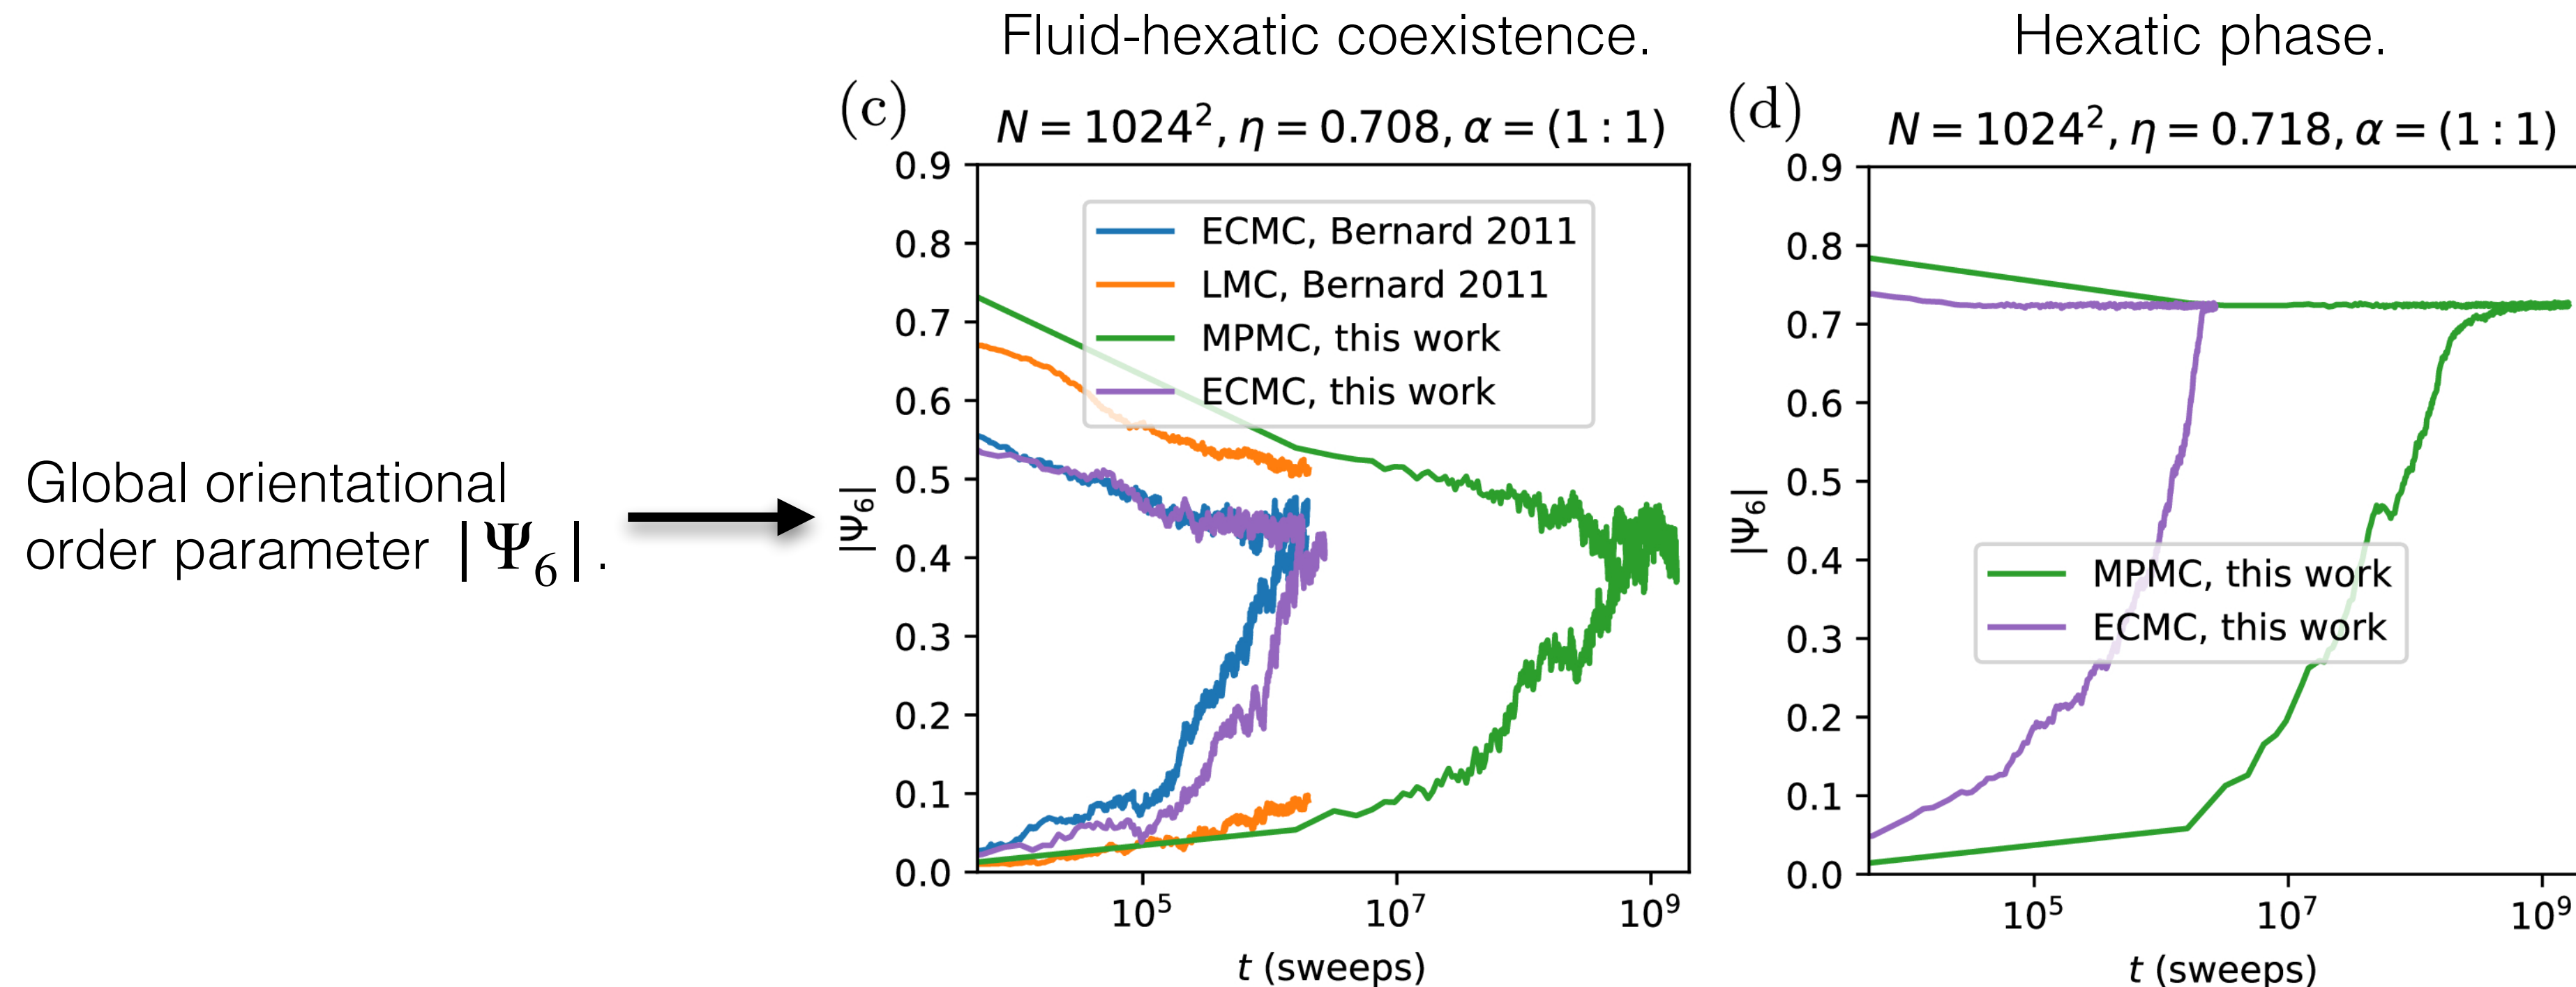 Global orientational
order parameter |Ψ₆|.
Fluid-hexatic coexistence.
(c)
N = 1024², η = 0.708, α = (1 : 1)
|Ψ₆|
0.9
0.8
0.7
0.6
0.5
0.4
0.3
0.2
0.1
0.0
ECMC, Bernard 2011
LMC, Bernard 2011
MPMC, this work
ECMC, this work
10⁵ 10⁷ 10⁹
t (sweeps)
Hexatic phase.
(d)
N = 1024², η = 0.718, α = (1 : 1)
|Ψ₆|
0.9
0.8
0.7
0.6
0.5
0.4
0.3
0.2
0.1
0.0
MPMC, this work
ECMC, this work
10⁵ 10⁷ 10⁹
t (sweeps)